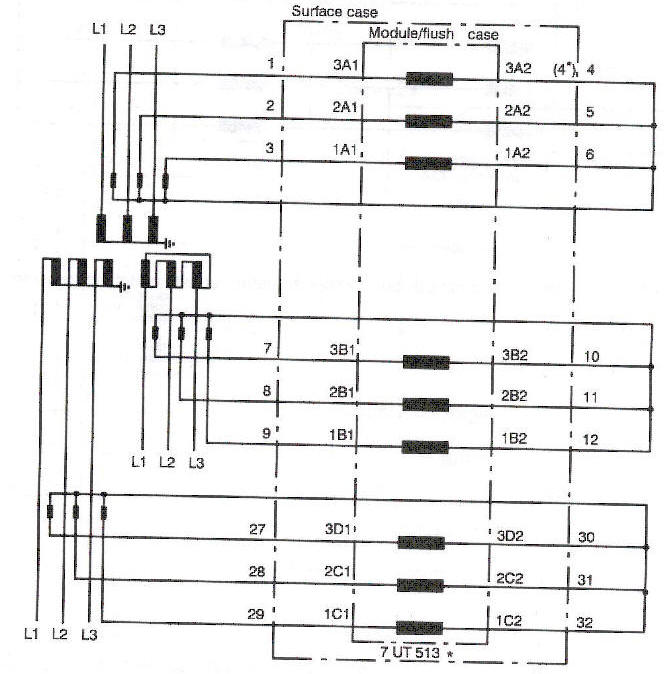 Surface case
Module/flush case
L1 L2 L3
1 3A1 3A2 (4*) 4
2 2A1 2A2 5
3 1A1 1A2 6
7 3B1 3B2 10
8 2B1 2B2 11
9 1B1 1B2 12
L1 L2 L3
27 3D1 3D2 30
28 2C1 2C2 31
29 1C1 1C2 32
L1 L2 L3
7 UT 513 *